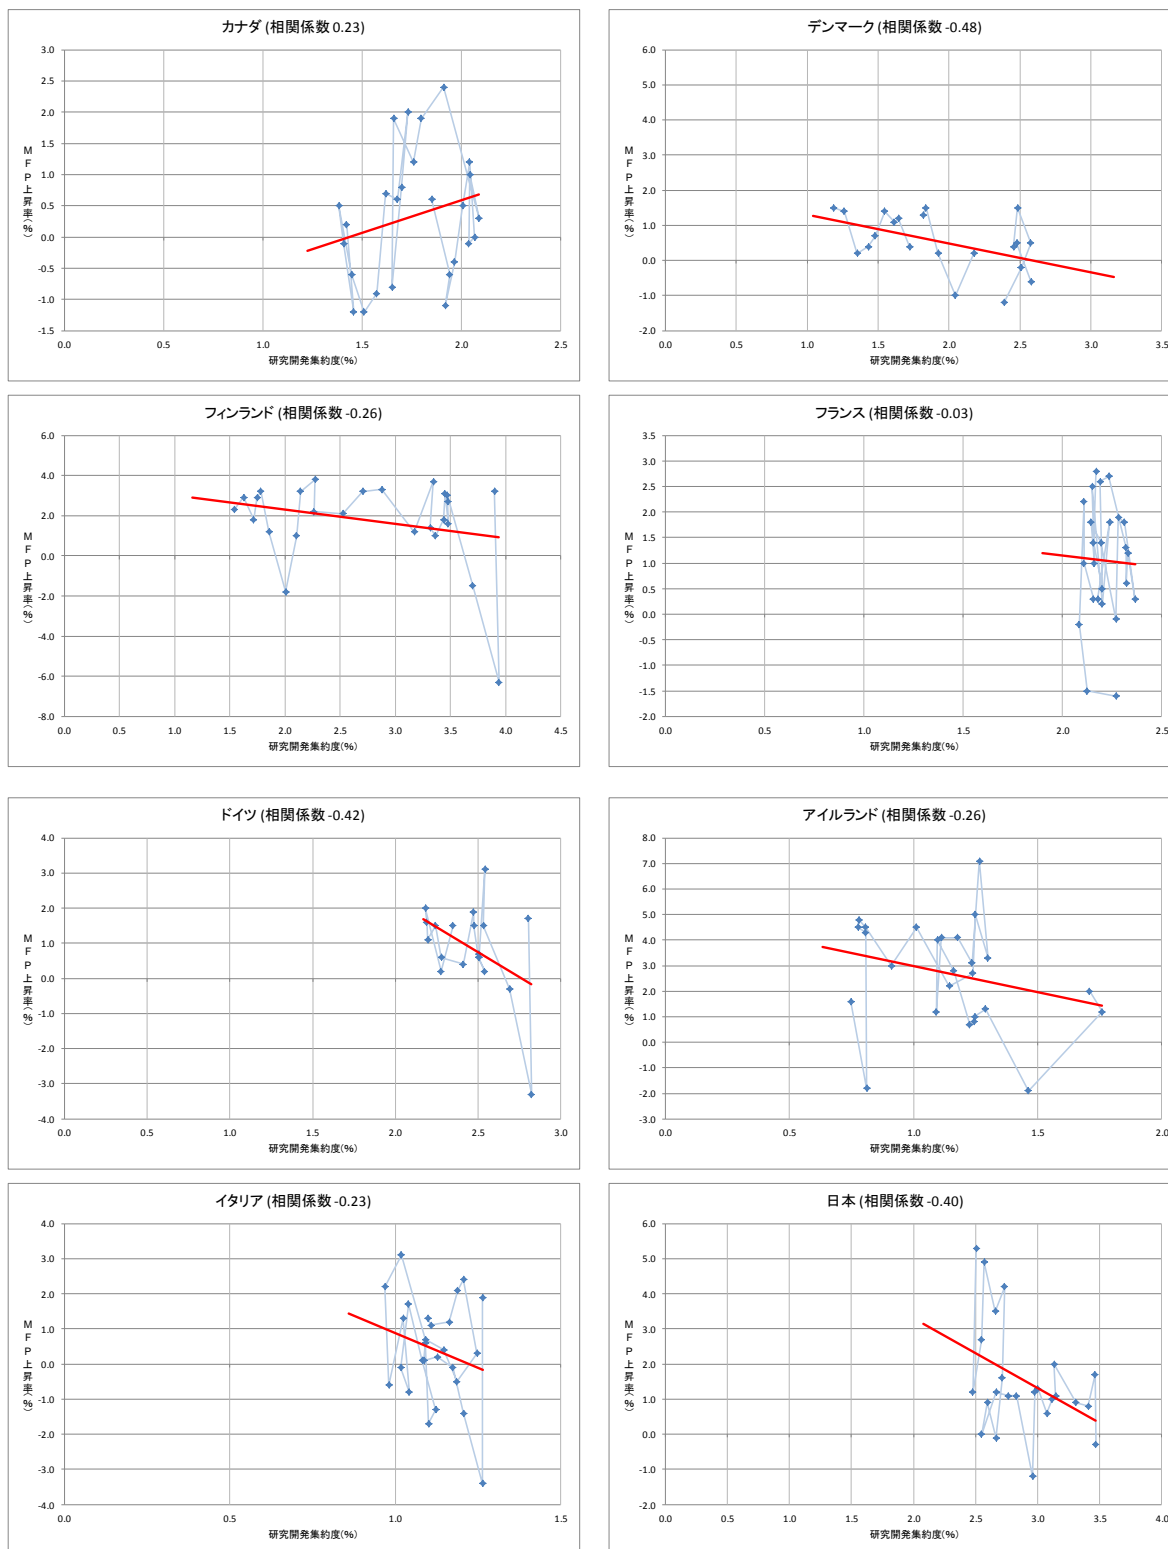 カナダ (相関係数 0.23)
3.0
2.5
2.0
1.5
1.0
0.5
0.0
-0.5
-1.0
-1.5
MFP上昇率(%)
0.0 0.5 1.0 1.5 2.0 2.5
研究開発集約度(%)
デンマーク (相関係数 -0.48)
6.0
5.0
4.0
3.0
2.0
1.0
0.0
-1.0
-2.0
MFP上昇率(%)
0.0 0.5 1.0 1.5 2.0 2.5 3.0 3.5
研究開発集約度(%)
フィンランド (相関係数 -0.26)
6.0
4.0
2.0
0.0
-2.0
-4.0
-6.0
-8.0
MFP上昇率(%)
0.0 0.5 1.0 1.5 2.0 2.5 3.0 3.5 4.0 4.5
研究開発集約度(%)
フランス (相関係数 -0.03)
3.5
3.0
2.5
2.0
1.5
1.0
0.5
0.0
-0.5
-1.0
-1.5
-2.0
MFP上昇率(%)
0.0 0.5 1.0 1.5 2.0 2.5
研究開発集約度(%)
ドイツ (相関係数 -0.42)
4.0
3.0
2.0
1.0
0.0
-1.0
-2.0
-3.0
-4.0
MFP上昇率(%)
0.0 0.5 1.0 1.5 2.0 2.5 3.0
研究開発集約度(%)
アイルランド (相関係数 -0.26)
8.0
7.0
6.0
5.0
4.0
3.0
2.0
1.0
0.0
-1.0
-2.0
-3.0
MFP上昇率(%)
0.0 0.5 1.0 1.5 2.0
研究開発集約度(%)
イタリア (相関係数 -0.23)
4.0
3.0
2.0
1.0
0.0
-1.0
-2.0
-3.0
-4.0
MFP上昇率(%)
0.0 0.5 1.0 1.5
研究開発集約度(%)
日本 (相関係数 -0.40)
6.0
5.0
4.0
3.0
2.0
1.0
0.0
-1.0
-2.0
MFP上昇率(%)
0.0 0.5 1.0 1.5 2.0 2.5 3.0 3.5 4.0
研究開発集約度(%)